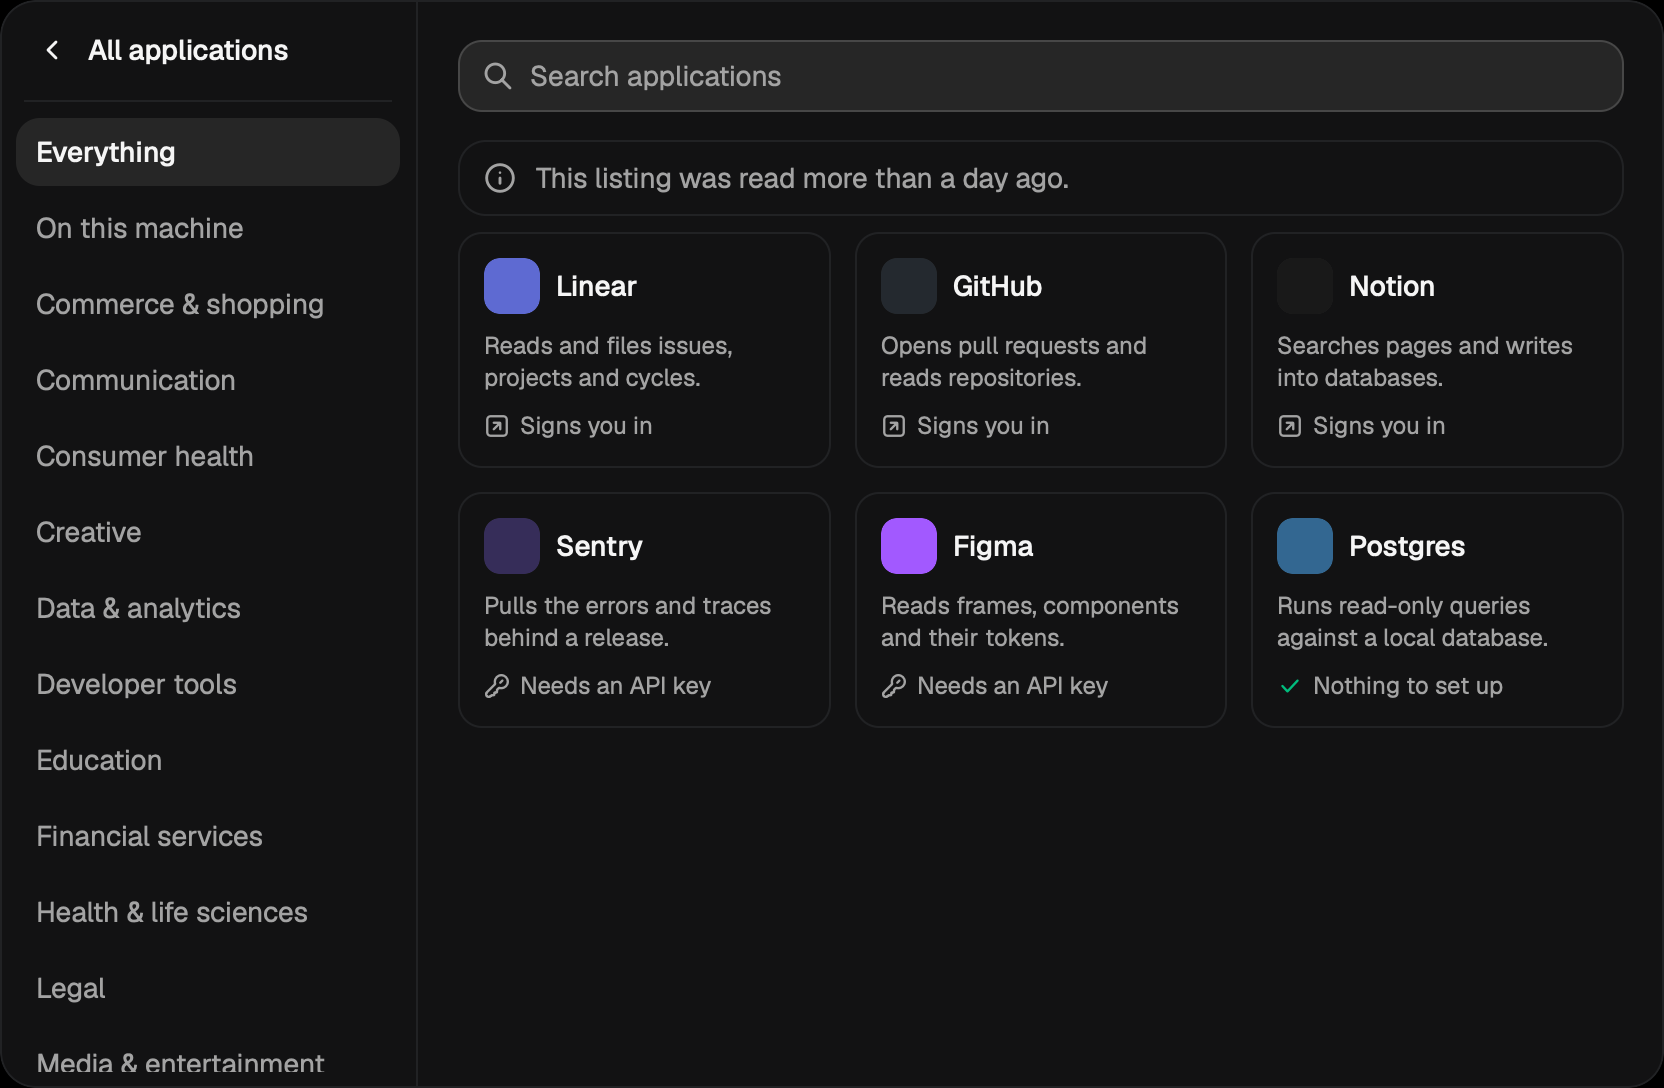 All applications
Everything
On this machine
Commerce & shopping
Communication
Consumer health
Creative
Data & analytics
Developer tools
Education
Financial services
Health & life sciences
Legal
Media & entertainment
Search applications
This listing was read more than a day ago.
Linear
Reads and files issues,
projects and cycles.
Signs you in
GitHub
Opens pull requests and
reads repositories.
Signs you in
Notion
Searches pages and writes
into databases.
Signs you in
Sentry
Pulls the errors and traces
behind a release.
Needs an API key
Figma
Reads frames, components
and their tokens.
Needs an API key
Postgres
Runs read-only queries
against a local database.
Nothing to set up